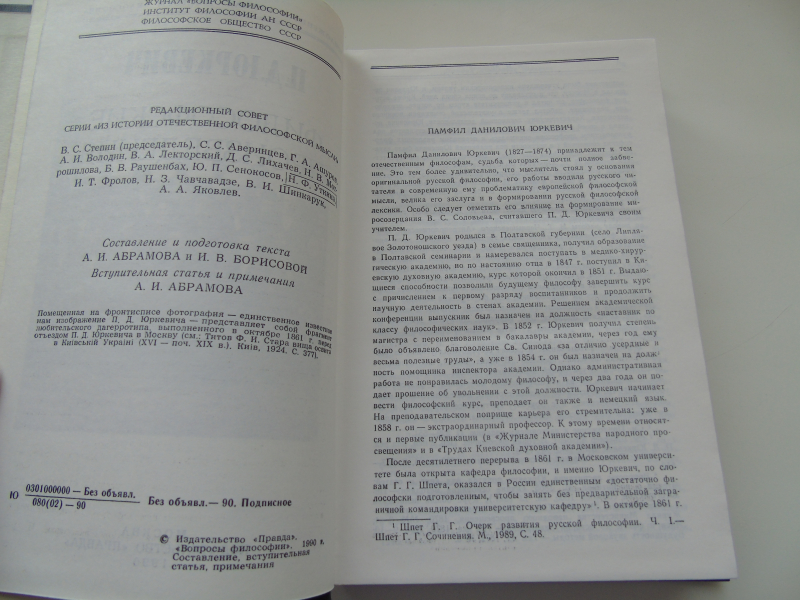 ЖУРНАЛ «ВОПРОСЫ ФИЛОСОФИИ»
ИНСТИТУТ ФИЛОСОФИИ АН СССР
ФИЛОСОФСКОЕ ОБЩЕСТВО СССР
РЕДАКЦИОННЫЙ СОВЕТ
СЕРИИ «ИЗ ИСТОРИИ ОТЕЧЕСТВЕННОЙ ФИЛОСОФСКОЙ МЫСЛИ»
В. С. Степин (председатель), С. С. Аверинцев, Г. А. Ашуров,
А. И. Володин, В. А. Лекторский, Д. С. Лихачев, Н. В. Мот-
рошилова, Б. В. Раушенбах, Ю. П. Сенокосов, Н. Ф. Уткина,
И. Т. Фролов, Н. З. Чавчавадзе, В. И. Шинкарук,
А. А. Яковлев.
Составление и подготовка текста
А. И. АБРАМОВА и И. В. БОРИСОВОЙ
Вступительная статья и примечания
А. И. АБРАМОВА
Помещенная на фронтисписе фотография — единственное известное
нам изображение П. Д. Юркевича — представляет собой фрагмент
любительского дагерротипа, выполненного в октябре 1861 г. перед
отъездом П. Д. Юркевича в Москву (см.: Титов Ф. И. Стара вища освіта
в Київській Україні (XVI — поч. XIX в.), Київ, 1924. С. 377).
Ю 0301000000 — Без объявл.
080(02) — 90
Без объявл.— 90. Подписное
© Издательство «Правда».
«Вопросы философии». 1990 г.
Составление, вступительная
статья, примечания
ПАМФИЛ ДАНИЛОВИЧ ЮРКЕВИЧ
Памфил Данилович Юркевич (1827—1874) принадлежит к тем
отечественным философам, судьба которых — почти полное забве-
ние. Это тем более удивительно, что мыслитель стоял у основания
оригинальной русской философии, его работы вводили русского чи-
тателя в современную ему проблематику европейской философской
мысли, велика его заслуга и в формировании русской философской
лексики. Особо следует отметить его влияние на формирование ми-
росозерцания В. С. Соловьева, считавшего П. Д. Юркевича своим
учителем.
П. Д. Юркевич родился в Полтавской губернии (село Липля-
вое Золотоношского уезда) в семье священника, получил образование
в Полтавской семинарии и намеревался поступать в медико-хирур-
гическую академию, но по настоянию отца в 1847 г. поступил в Ки-
евскую духовную академию, курс которой окончил в 1851 г. Выдаю-
щиеся способности позволили будущему философу завершить курс
с причислением к первому разряду воспитанников и продолжить
научную деятельность в стенах академии. Решением академической
конференции выпускник был назначен на должность «наставник по
классу философических наук». В 1852 г. Юркевич получил степень
магистра с переименованием в бакалавры академии, через год ему
было объявлено благословение Св. Синода «за отлично усердные и
весьма полезные труды», а уже в 1854 г. он был назначен на долж-
ность помощника инспектора академии. Однако административная
работа не понравилась молодому философу, и через два года он по-
дает прошение об увольнении с этой должности. Юркевич начинает
вести философский курс, преподает он также и немецкий язык.
На преподавательском поприще карьера его стремительна: уже в
1858 г. он — экстраординарный профессор. К этому времени относят-
ся и первые публикации (в «Журнале Министерства народного про-
свещения» и в «Трудах Киевской духовной академии»).
После десятилетнего перерыва в 1861 г. в Московском универси-
тете была открыта кафедра философии, и именно Юркевич, по сло-
вам Г. Г. Шпета, оказался в России единственным «достаточно фи-
лософски подготовленным, чтобы занять без предварительной загра-
ничной командировки университетскую кафедру»¹. В октябре 1861 г.
¹ Шпет Г. Г. Очерк развития русской философии. Ч. 1.—
Шпет Г. Г. Сочинения. М., 1989, С. 48.